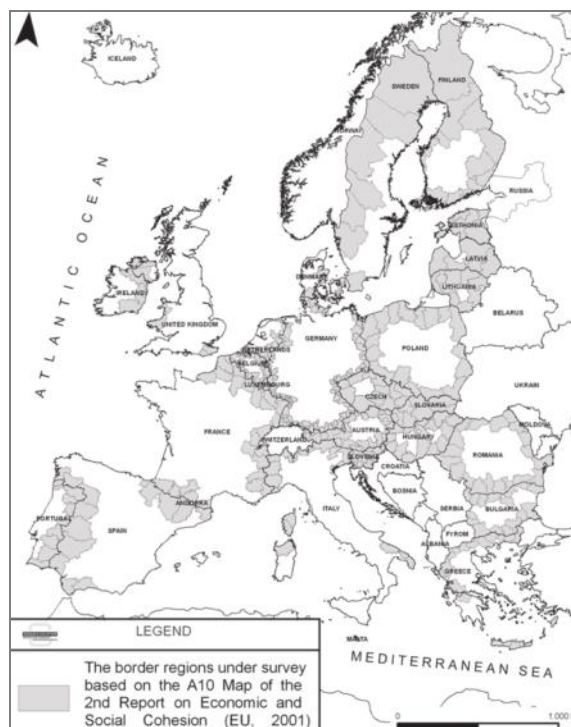 ICELAND
SWEDEN
FINLAND
NORWAY
RUSSIA
ATLANTIC OCEAN
ESTHONIA
LATVIA
LITHUANIA
DENMARK
IRELAND
UNITED KINGDOM
BELARUS
NETHERLANDS
GERMANY
POLAND
BELGIUM
LUXEMBOURG
UKRAIN
CZECH
SLOVAKIA
FRANCE
AUSTRIA
MOLDOVA
SWITZERLAND
HUNGARY
ROMANIA
SLOVENIA
CROATIA
BOSNIA
SERBIA
BULGARIA
ANDORRA
ITALY
PORTUGAL
SPAIN
FYROM
ALBANIA
GREECE
MALTA
MEDITERRANEAN SEA
LEGEND
The border regions under survey
based on the A10 Map of the
2nd Report on Economic and
Social Cohesion (EU, 2001)
0
1.000